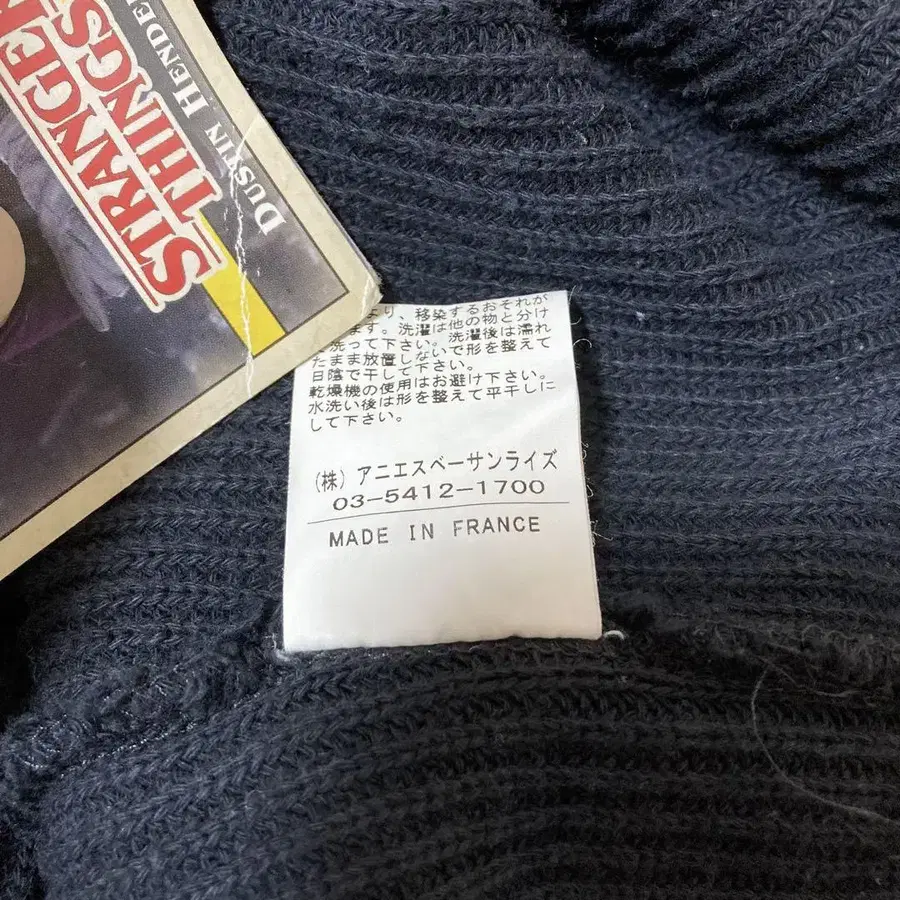 STRANGER
THINGS
DUSTIN HENDE
より、移染するおそれが
ます。洗濯は他の物と分け
洗って下さい。洗濯後は濡れ
たまま放置しないで形を整えて
日陰で干して下さい。
乾燥機の使用はお避け下さい。
水洗い後は形を整えて平干しに
して下さい。
(株) アニエスベーサンライズ
03-5412-1700
MADE IN FRANCE